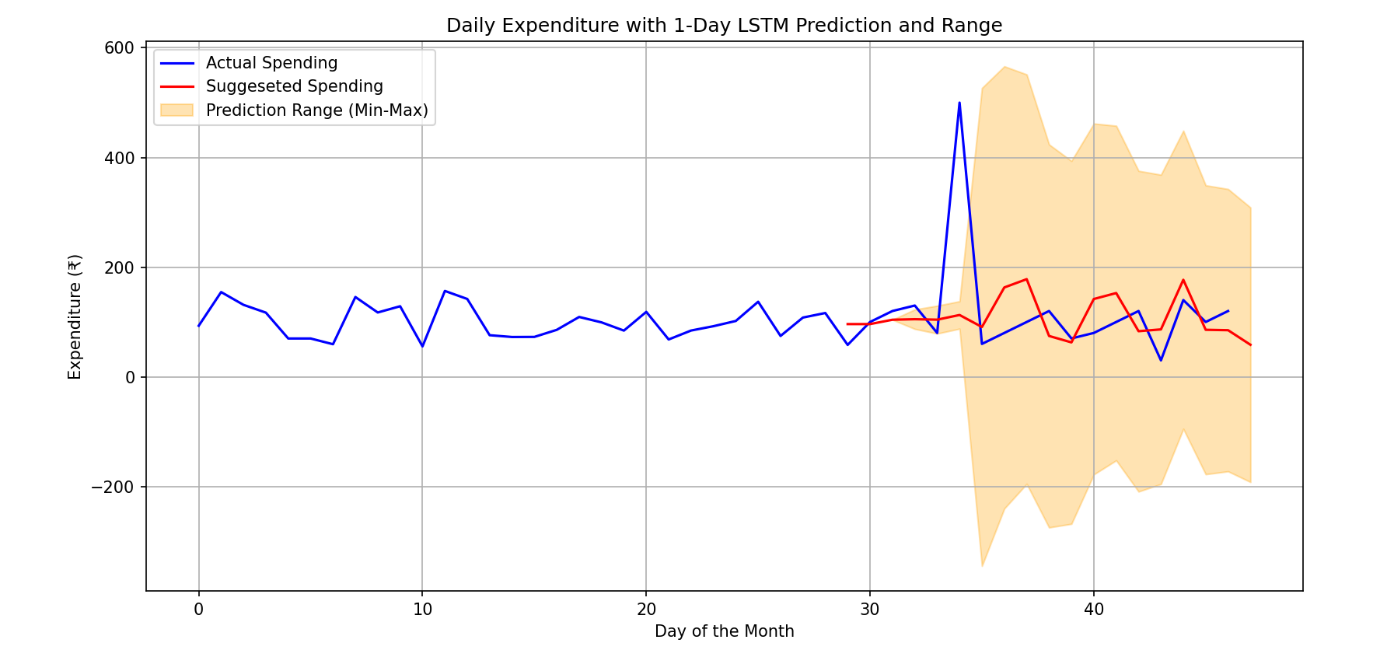 Daily Expenditure with 1-Day LSTM Prediction and Range
Actual Spending
Suggeseted Spending
Prediction Range (Min-Max)
Expenditure (₹)
600
400
200
0
−200
0 10 20 30 40
Day of the Month